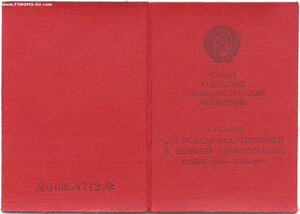 www.FORUMS-SU.com
№00058712 *
СОЮЗ
СОВЕТСКИХ
СОЦИАЛИСТИЧЕСКИХ
РЕСПУБЛИК
К МЕДАЛИ
"ЗА ПОБЕДУ НАД ГЕРМАНИЕЙ
В ВЕЛИКОЙ ОТЕЧЕСТВЕННОЙ
ВОЙНЕ 1941—1945 гг."